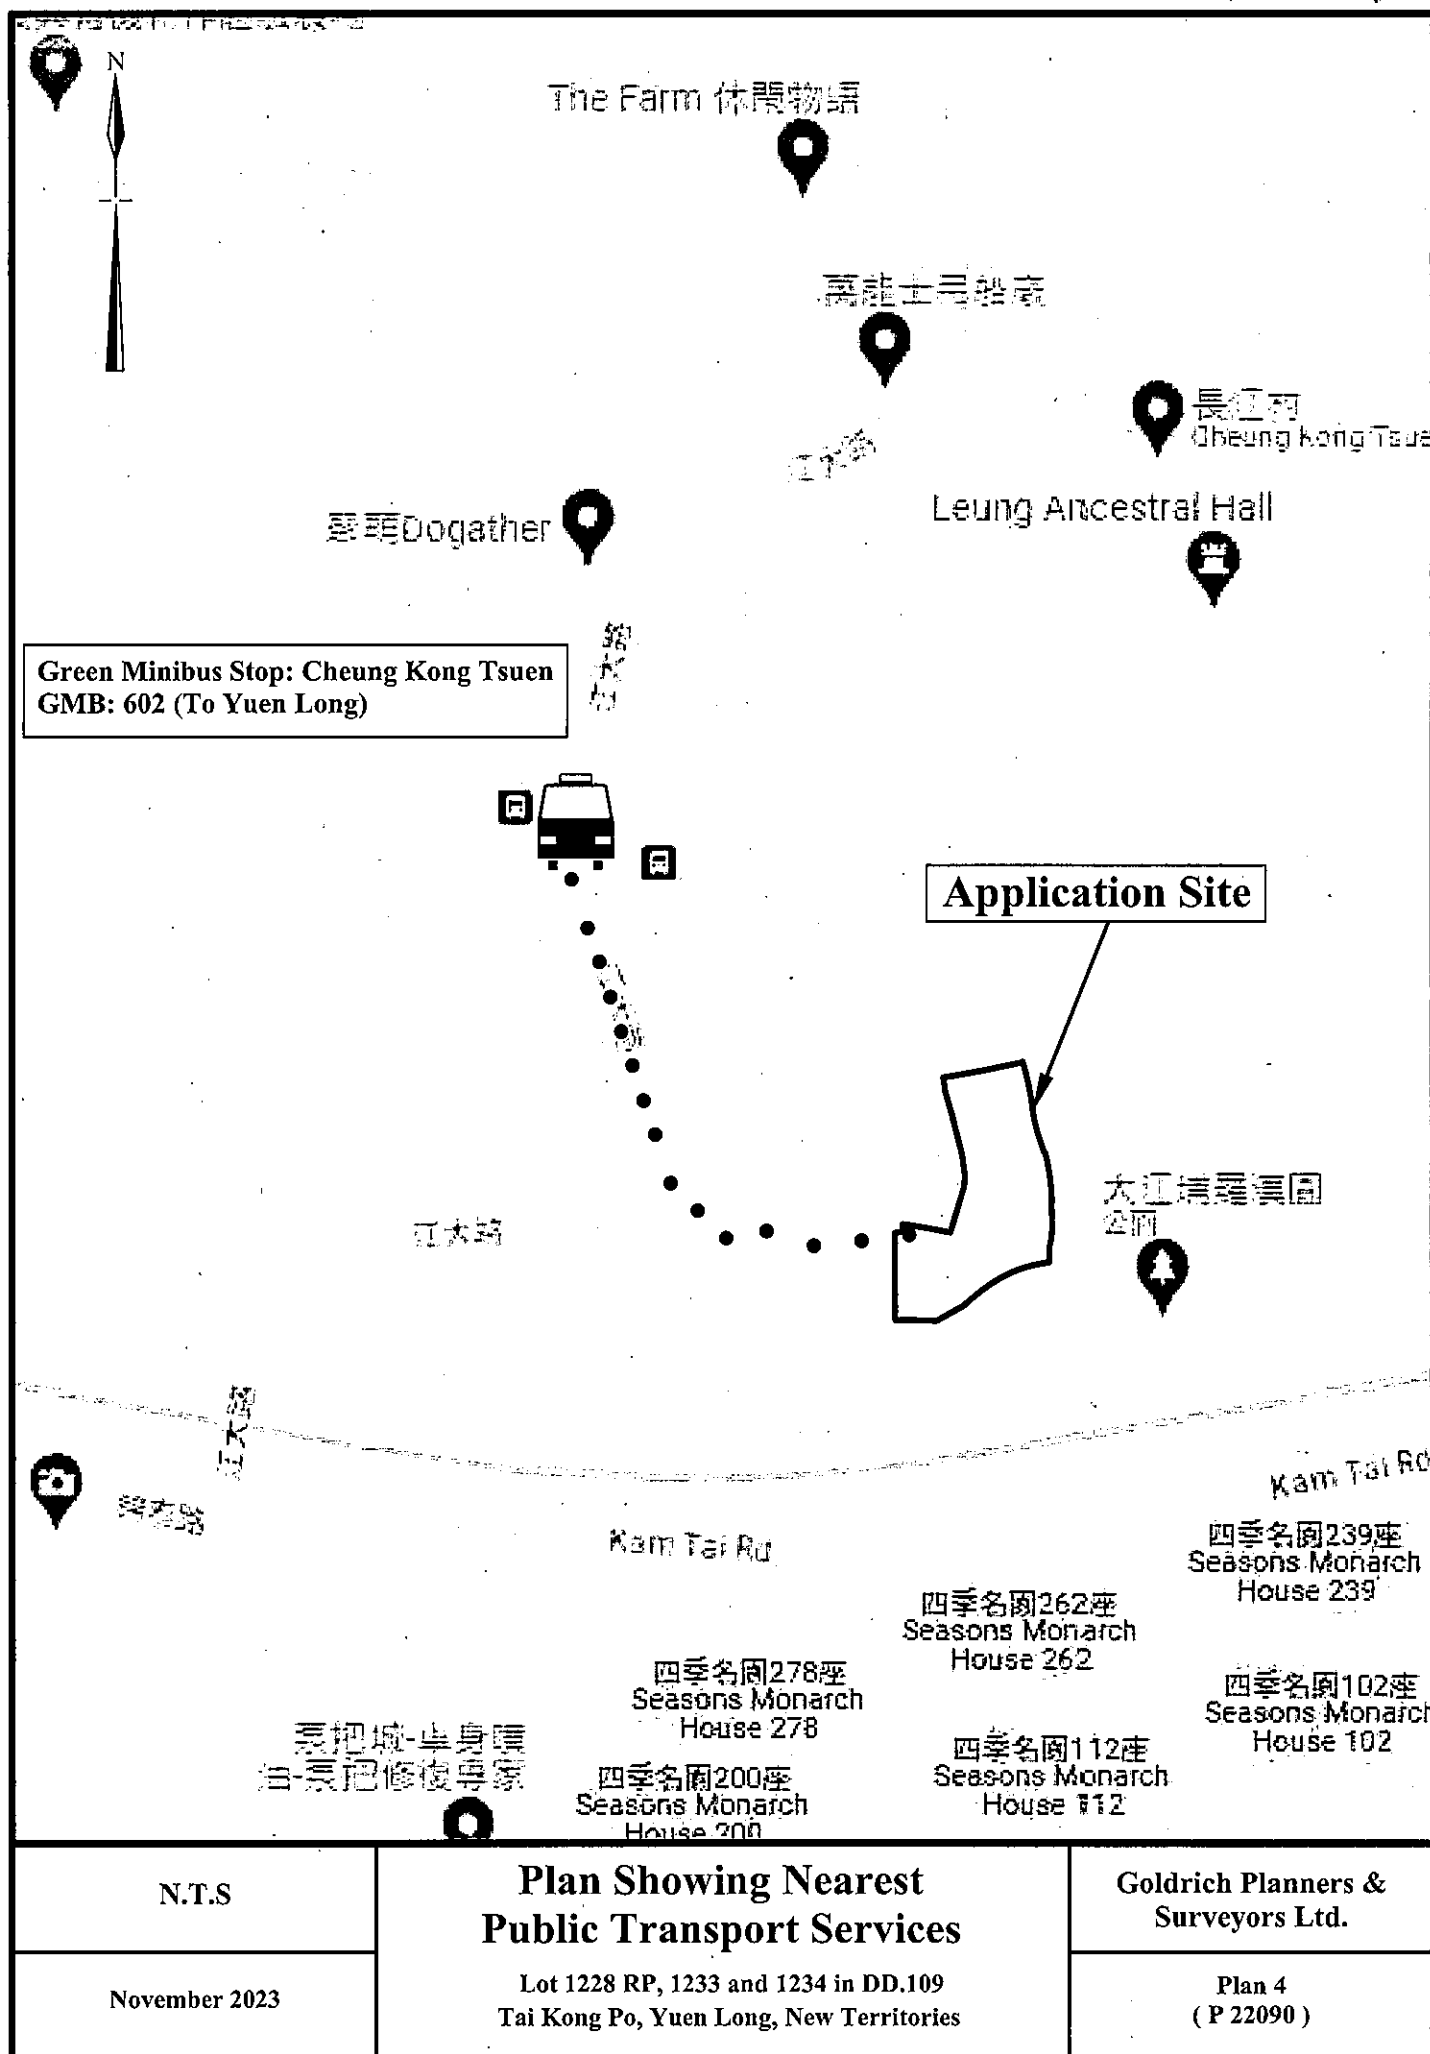 N
The Farm 休閒物語
Cheung Kong Tsue
Leung Ancestral Hall
Dogather
Green Minibus Stop: Cheung Kong Tsuen
GMB: 602 (To Yuen Long)
Application Site
江大路
Kam Tai Rd
Kam Tai Rd
四季名園239座
Seasons Monarch
House 239
四季名園262座
Seasons Monarch
House 262
四季名園278座
Seasons Monarch
House 278
四季名園102座
Seasons Monarch
House 102
四季名園112座
Seasons Monarch
House 112
四季名園200座
Seasons Monarch
House 200
N.T.S
Plan Showing Nearest
Public Transport Services
Goldrich Planners &
Surveyors Ltd.
November 2023
Lot 1228 RP, 1233 and 1234 in DD.109
Tai Kong Po, Yuen Long, New Territories
Plan 4
( P 22090 )